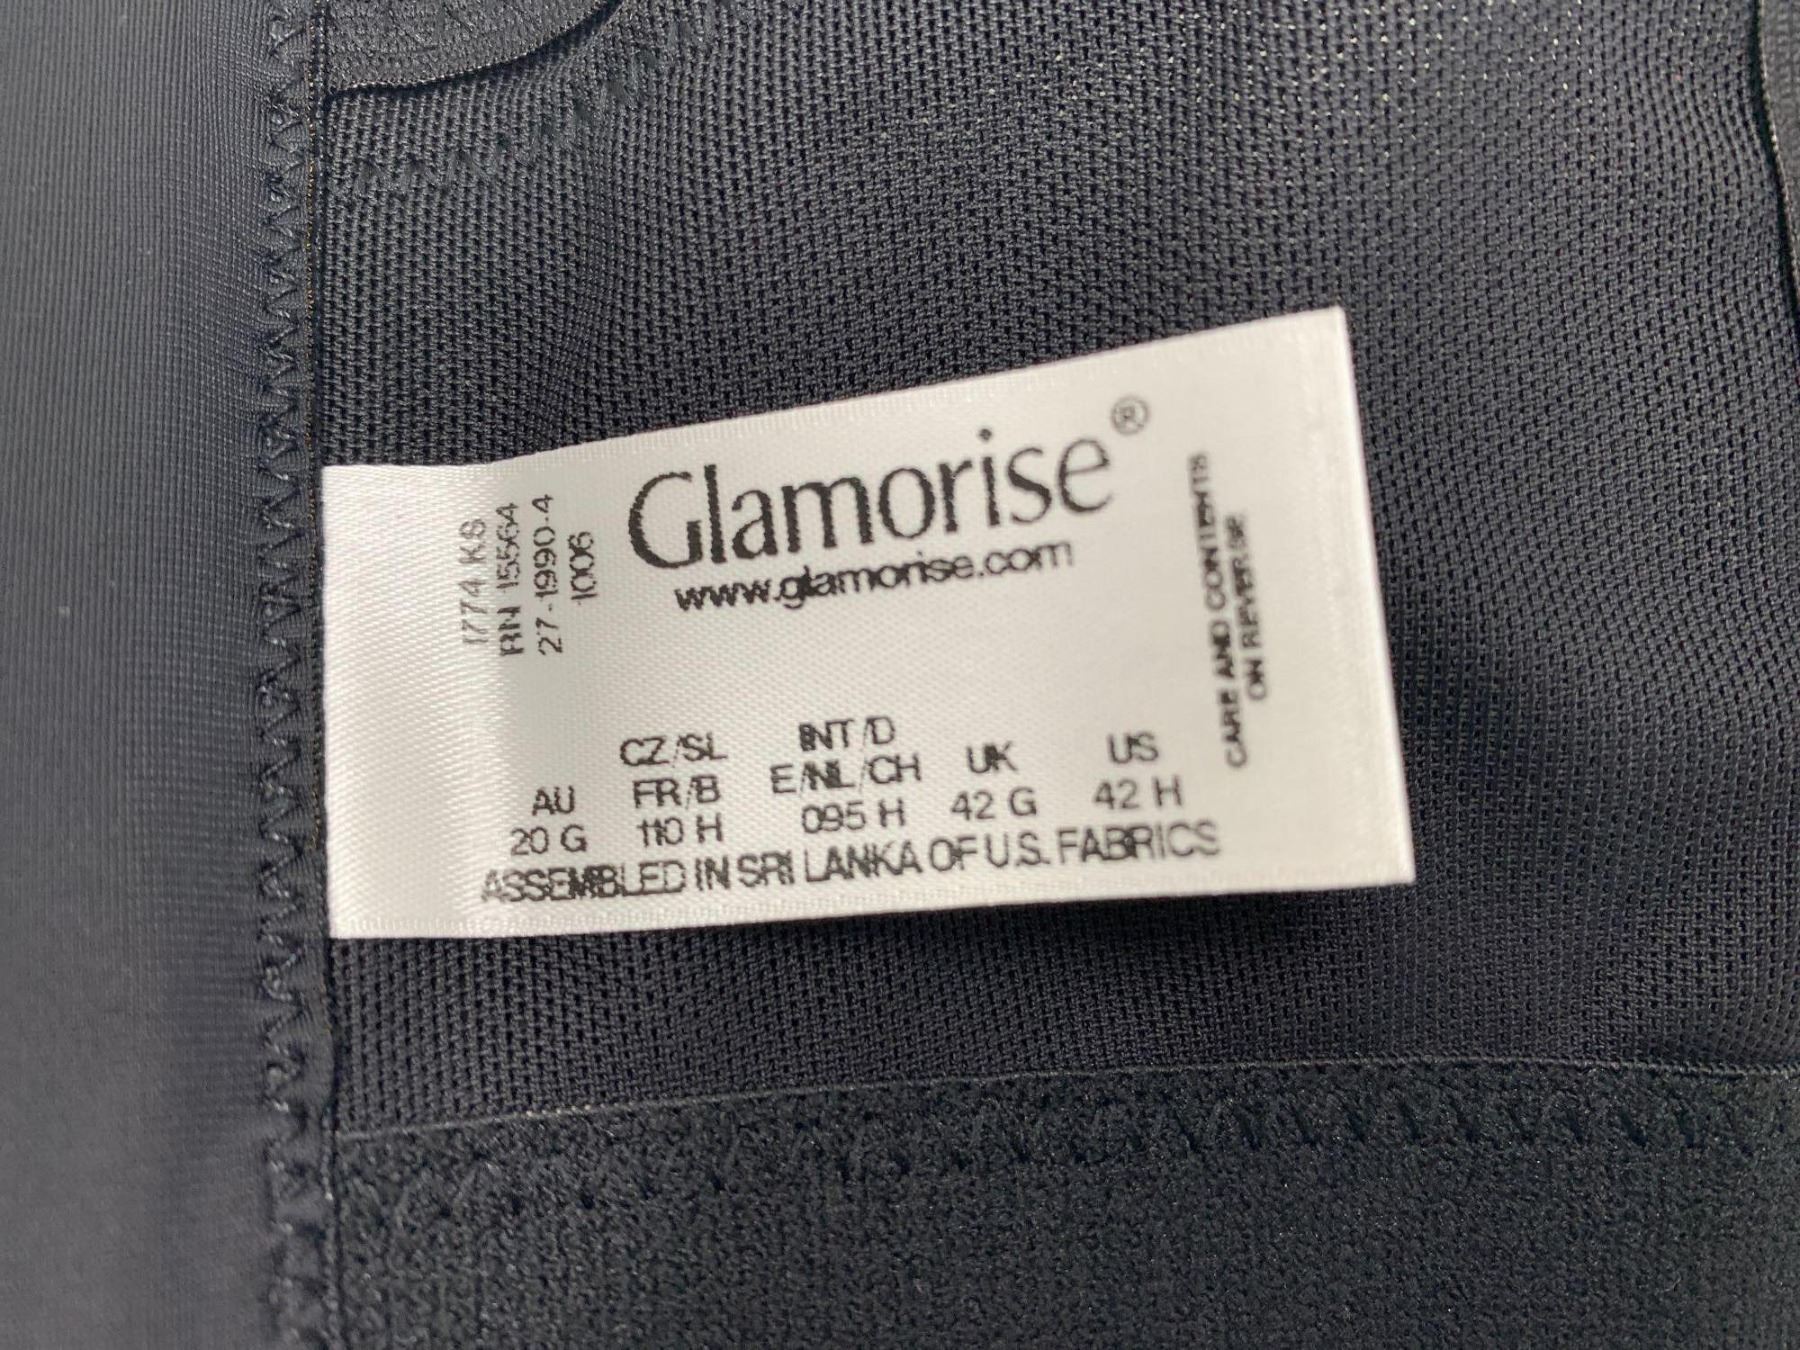 1774 KS
RN 15564
27-1990-4
1006
Glamorise®
www.glamorise.com
CARE AND CONTENTS
ON REVERSE
AU
20 G
CZ/SL
FR/B
110 H
INT/D
E/NL/CH
095 H
UK
42 G
US
42 H
ASSEMBLED IN SRI LANKA OF U.S. FABRICS